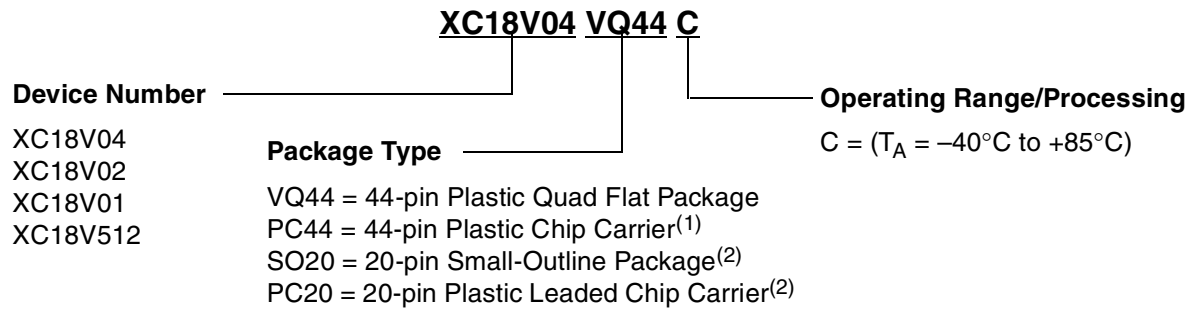 XC18V04 VQ44 C
Device Number
XC18V04
XC18V02
XC18V01
XC18V512
Package Type
VQ44 = 44-pin Plastic Quad Flat Package
PC44 = 44-pin Plastic Chip Carrier(1)
SO20 = 20-pin Small-Outline Package(2)
PC20 = 20-pin Plastic Leaded Chip Carrier(2)
Operating Range/Processing
C = (TA = –40°C to +85°C)